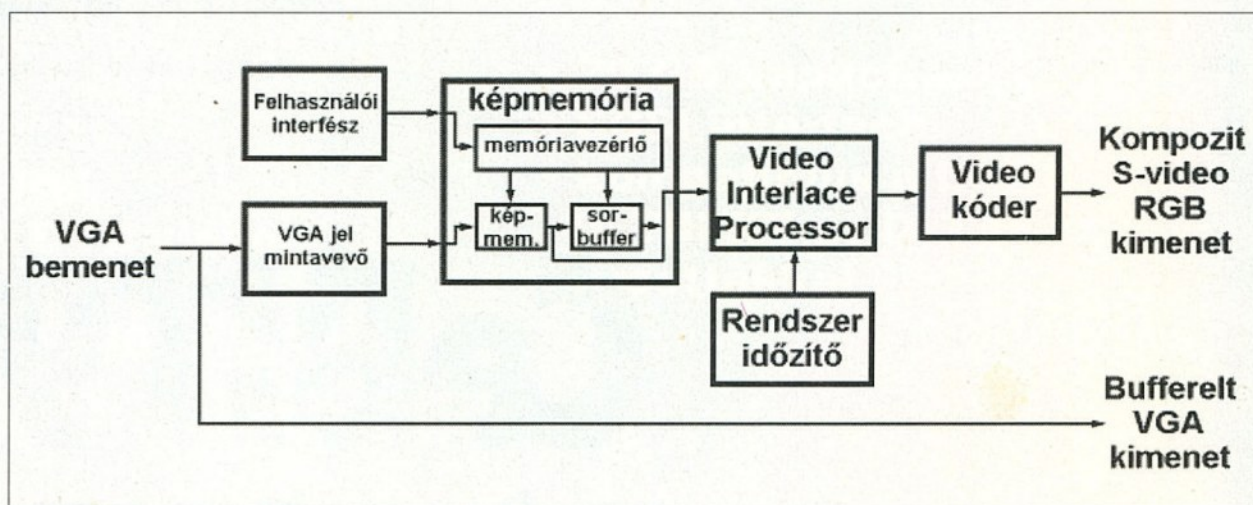 Felhasználói
interfész
képmemória
memóriavezérlő
kép-
mem.
sor-
buffer
VGA
bemenet
VGA jel
mintavevő
Video
Interlace
Processor
Video
kóder
Kompozit
S-video
RGB
kimenet
Rendszer
időzítő
Bufferelt
VGA
kimenet